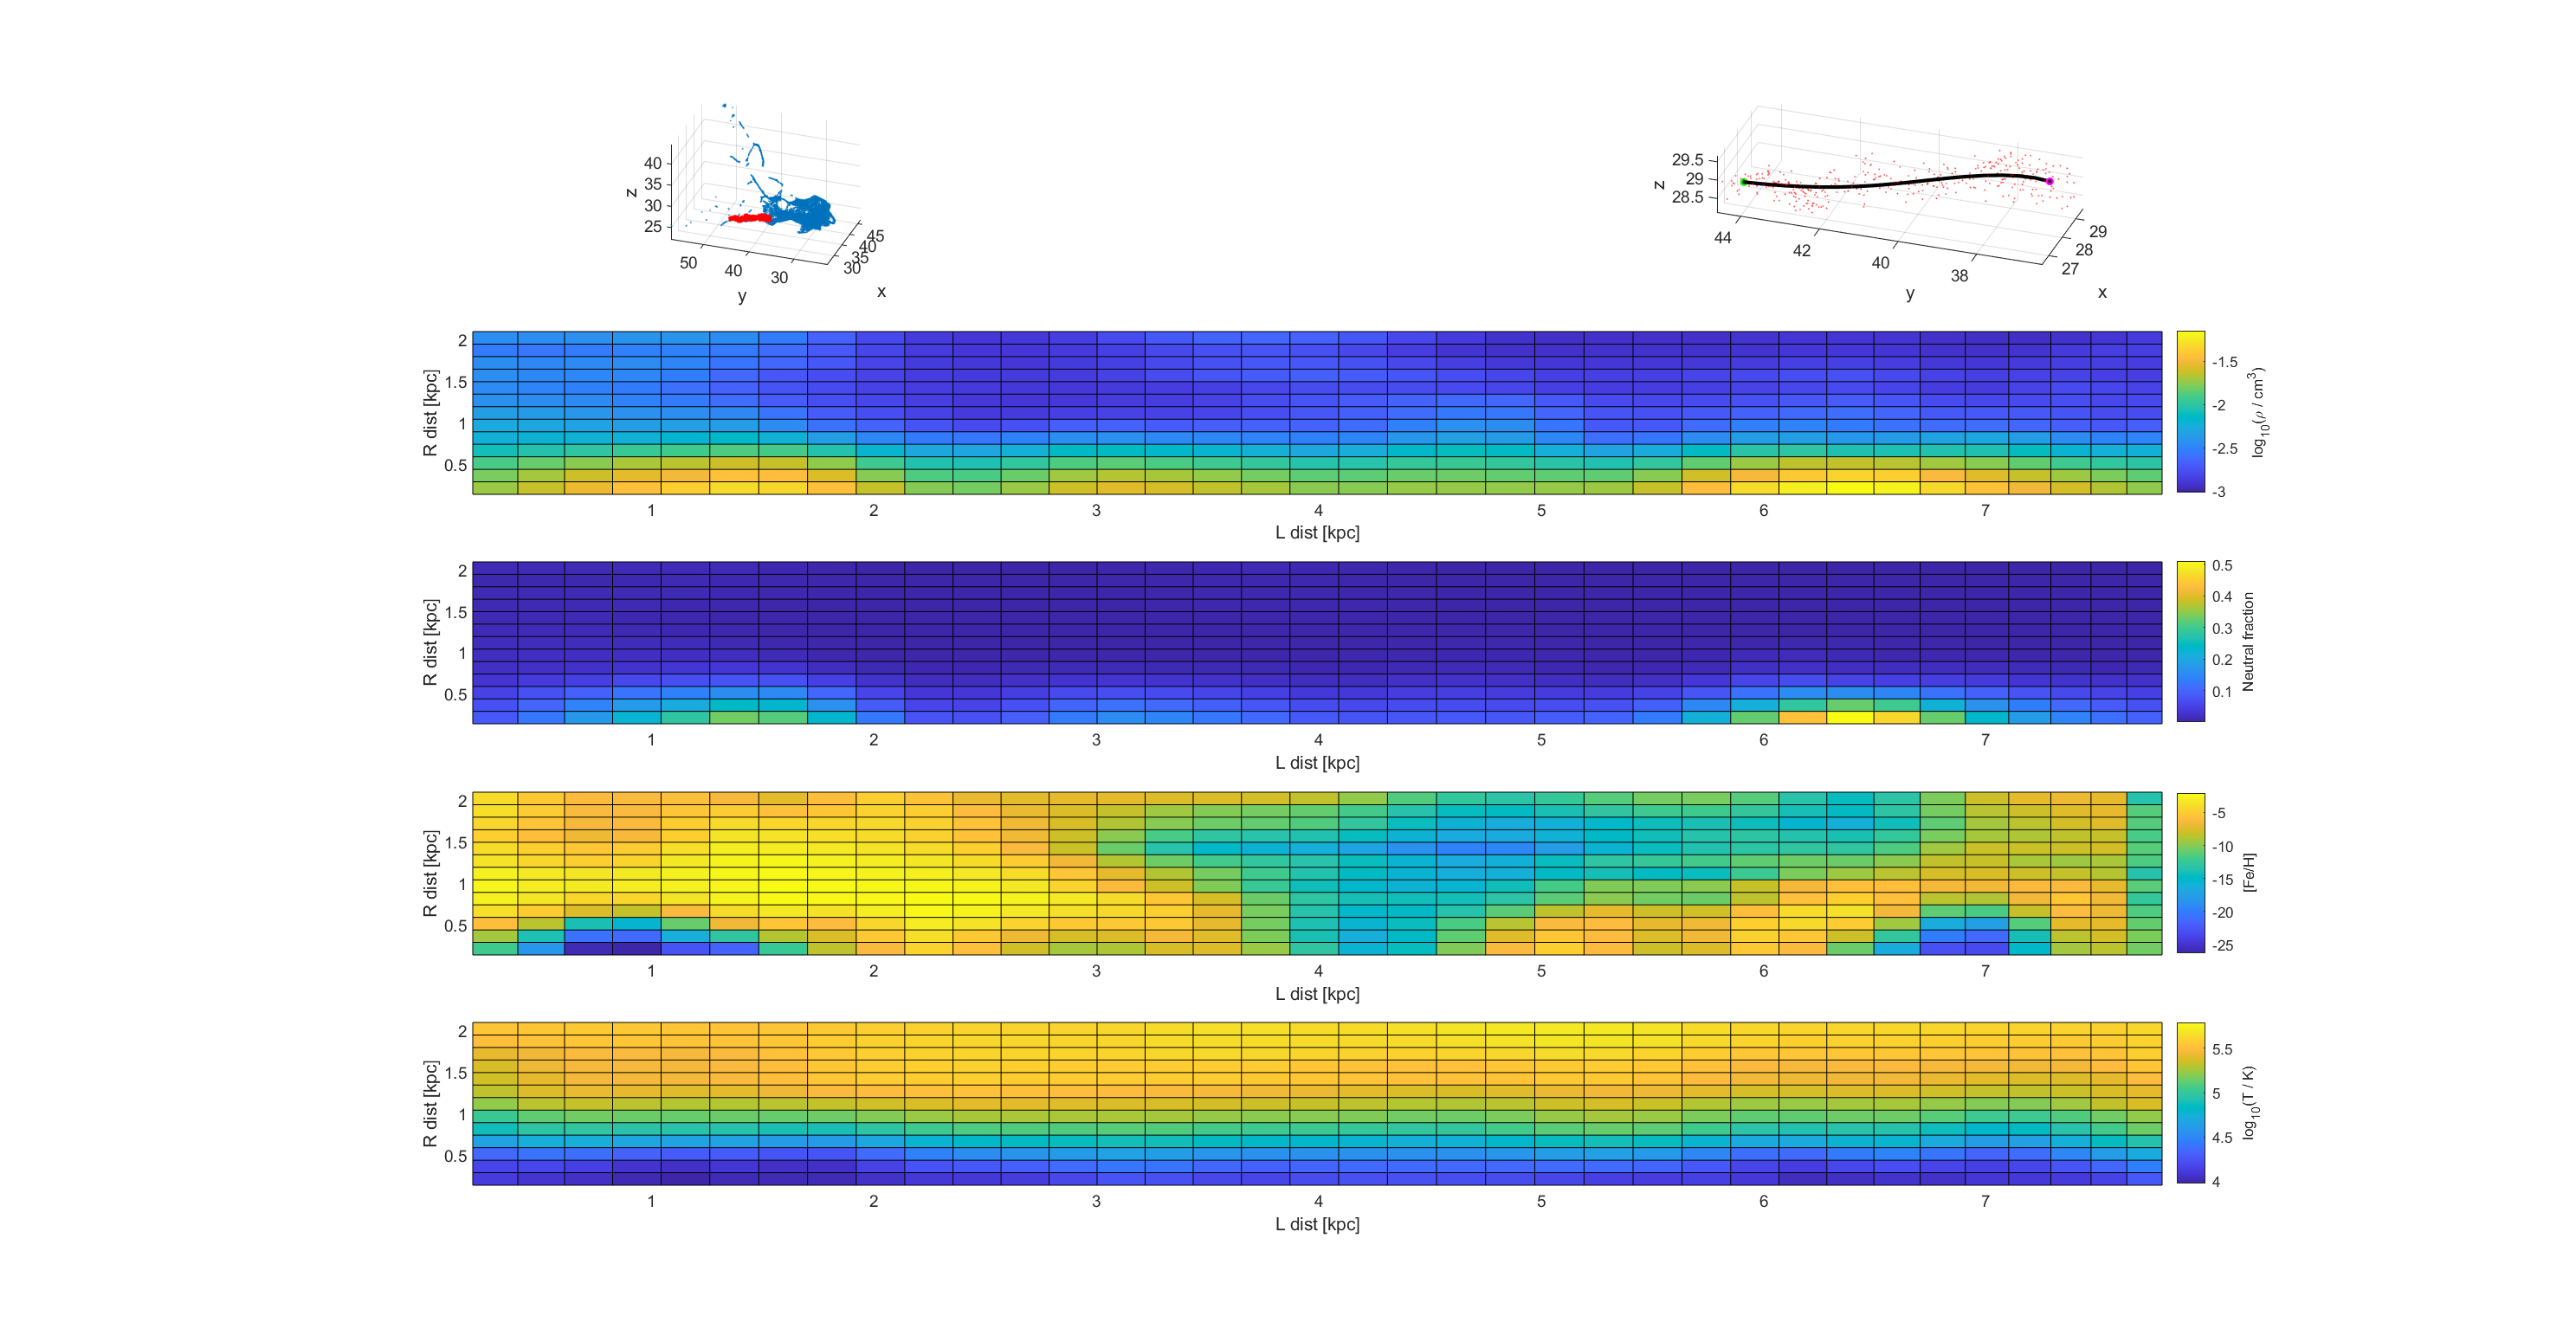 40
35
30
25
z
50
40
30
y
45
40
35
30
x
29.5
29
28.5
z
44
42
40
38
y
29
28
27
x
2
1.5
1
0.5
R dist [kpc]
1 2 3 4 5 6 7
L dist [kpc]
-1.5
-2
-2.5
-3
log10(ρ / cm3)
2
1.5
1
0.5
R dist [kpc]
1 2 3 4 5 6 7
L dist [kpc]
0.5
0.4
0.3
0.2
0.1
Neutral fraction
2
1.5
1
0.5
R dist [kpc]
1 2 3 4 5 6 7
L dist [kpc]
-5
-10
-15
-20
-25
[Fe/H]
2
1.5
1
0.5
R dist [kpc]
1 2 3 4 5 6 7
L dist [kpc]
5.5
5
4.5
4
log10(T / K)